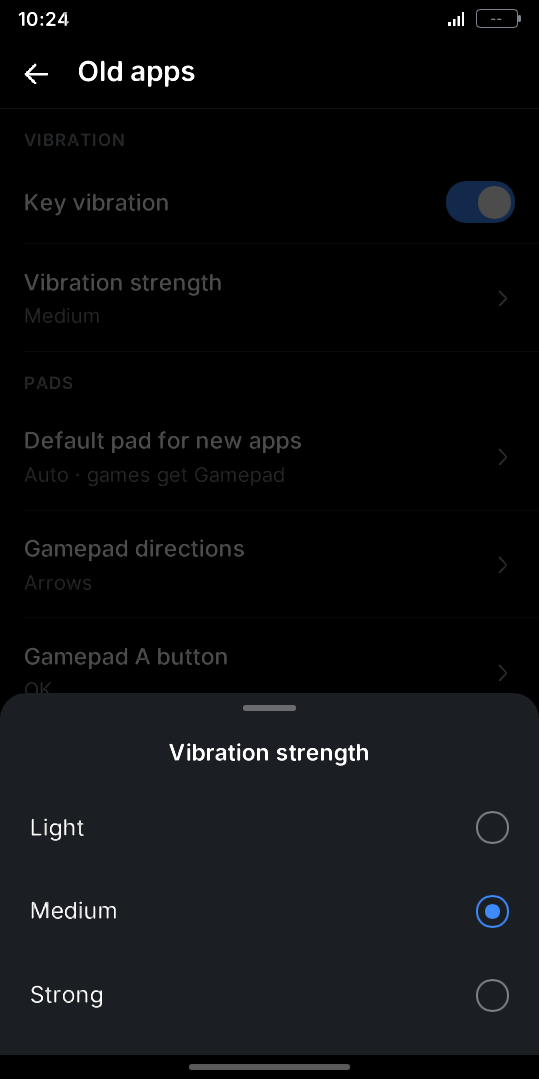 10:24
--
Old apps
VIBRATION
Key vibration
Vibration strength
Medium
PADS
Default pad for new apps
Auto · games get Gamepad
Gamepad directions
Arrows
Gamepad A button
OK
Vibration strength
Light
Medium
Strong